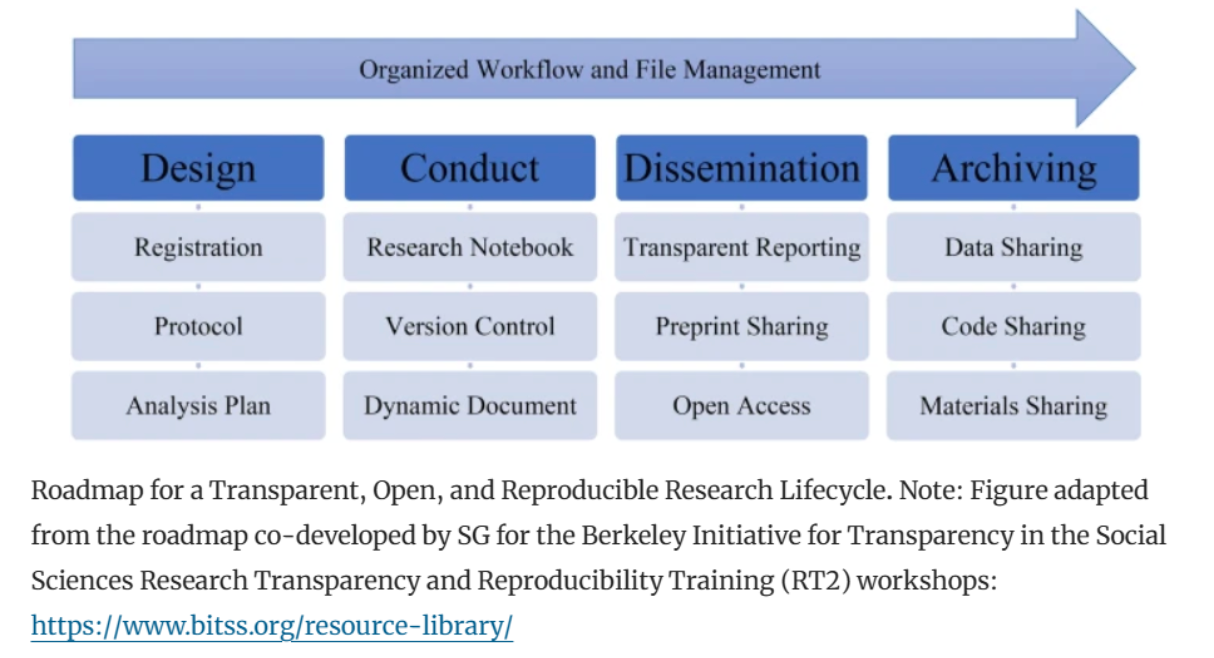 Organized Workflow and File Management
Design Conduct Dissemination Archiving
Registration Research Notebook Transparent Reporting Data Sharing
Protocol Version Control Preprint Sharing Code Sharing
Analysis Plan Dynamic Document Open Access Materials Sharing
Roadmap for a Transparent, Open, and Reproducible Research Lifecycle. Note: Figure adapted
from the roadmap co-developed by SG for the Berkeley Initiative for Transparency in the Social
Sciences Research Transparency and Reproducibility Training (RT2) workshops:
https://www.bitss.org/resource-library/